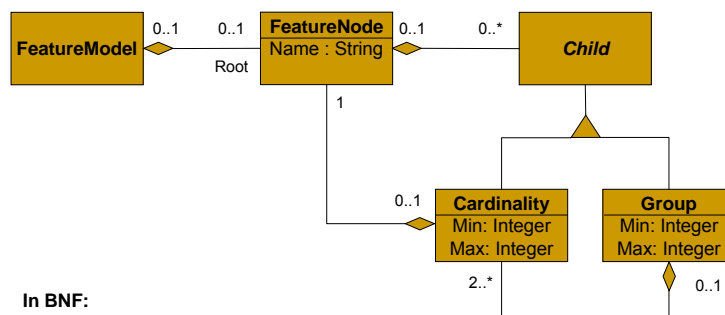 0..1 0..1 FeatureNode 0..1 0..*
FeatureModel Name : String Child
Root
1
0..1 Cardinality Group
Min: Integer Min: Integer
Max: Integer Max: Integer
2..* 0..1
In BNF: